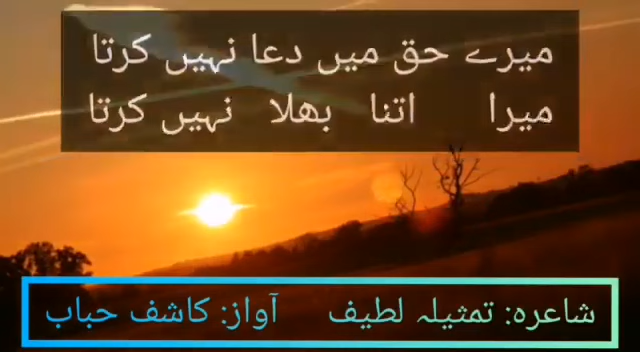 میرے حق میں دعا نہیں کرتا
میرا اتنا بھلا نہیں کرتا
شاعرہ: تمثیلہ لطیف آواز: کاشف حباب